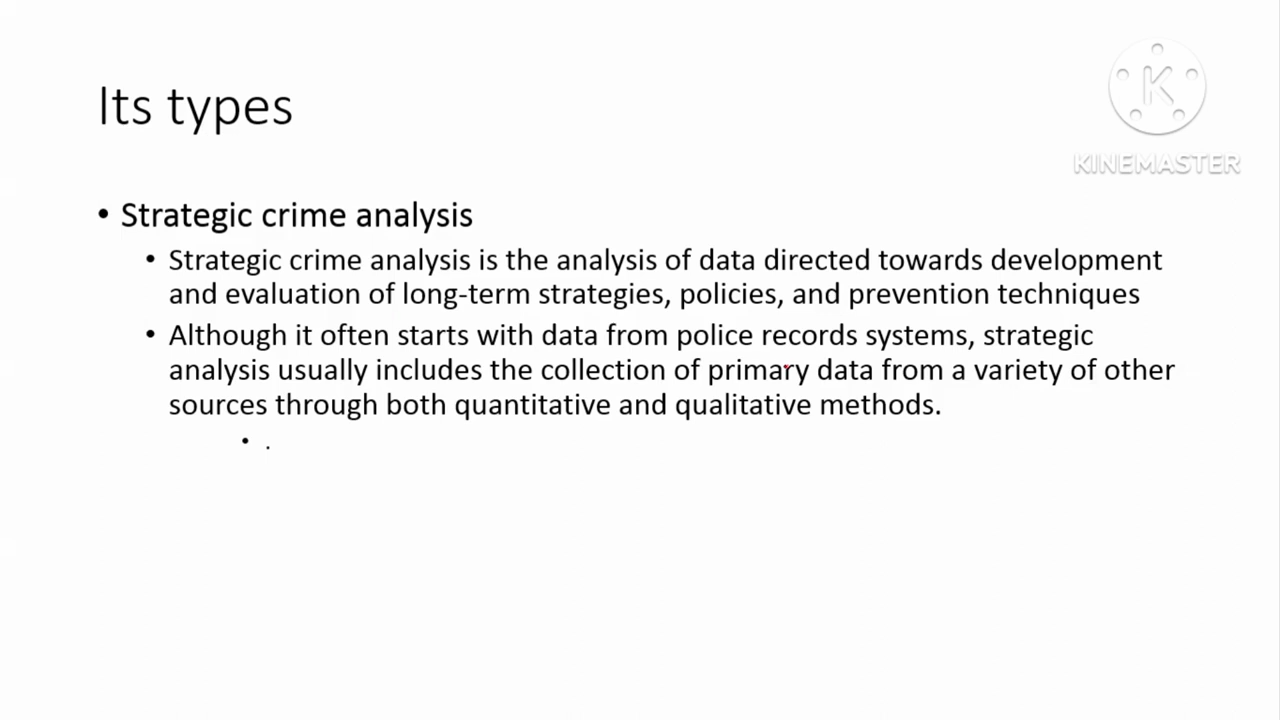 Its types
K
KINEMASTER
• Strategic crime analysis
• Strategic crime analysis is the analysis of data directed towards development
and evaluation of long-term strategies, policies, and prevention techniques
• Although it often starts with data from police records systems, strategic
analysis usually includes the collection of primary data from a variety of other
sources through both quantitative and qualitative methods.
• .